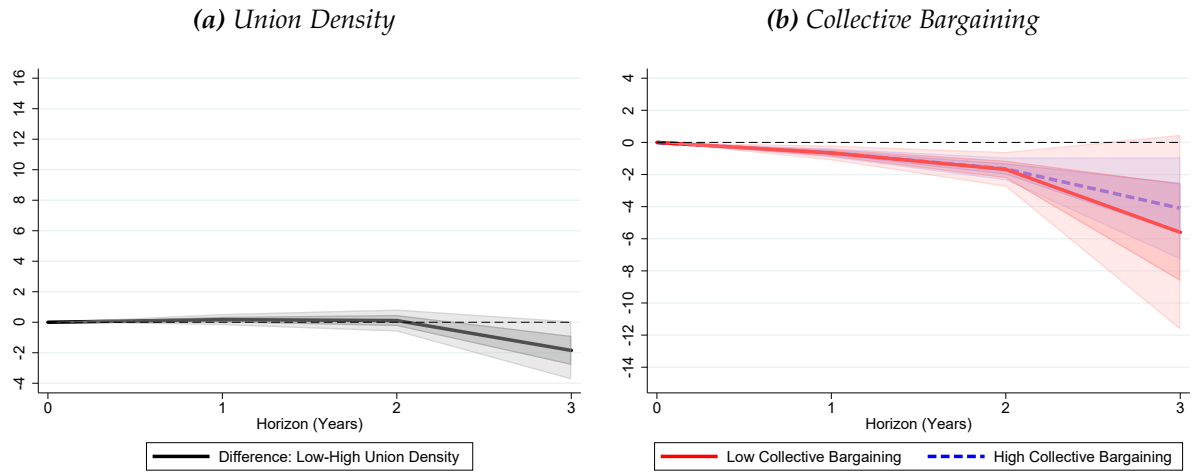 (a) Union Density
16
14
12
10
8
6
4
2
0
-2
-4
0 1 2 3
Horizon (Years)
Difference: Low-High Union Density
(b) Collective Bargaining
4
2
0
-2
-4
-6
-8
-10
-12
-14
0 1 2 3
Horizon (Years)
Low Collective Bargaining High Collective Bargaining